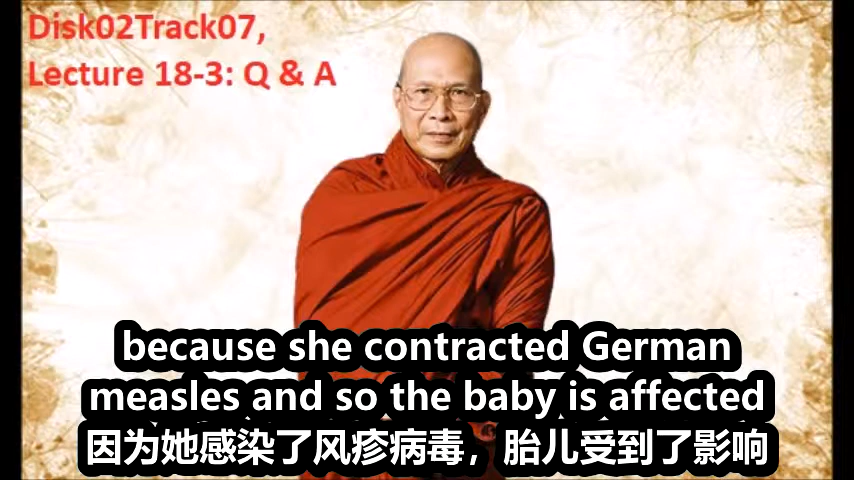 Disk02Track07,
Lecture 18-3: Q & A
because she contracted German
measles and so the baby is affected
因为她感染了风疹病毒，胎儿受到了影响